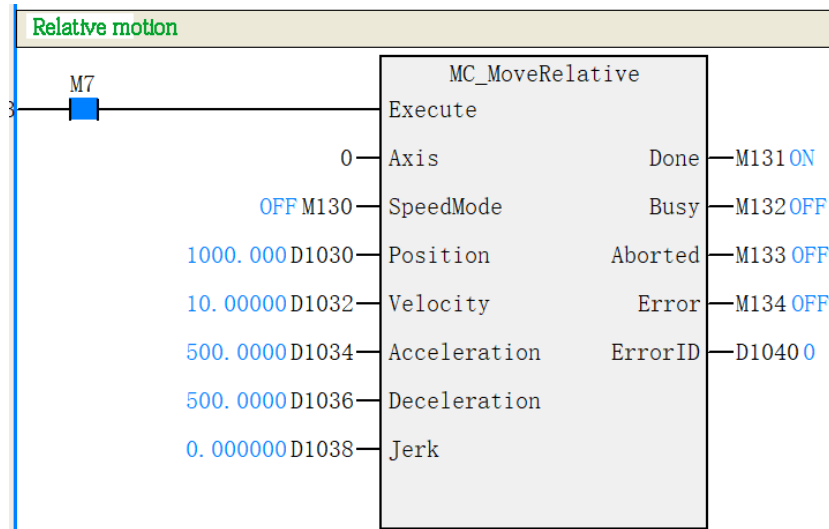 Relative motion
MC_MoveRelative
M7
Execute
0 Axis Done M131 ON
OFF M130 SpeedMode Busy M132 OFF
1000.000 D1030 Position Aborted M133 OFF
10.00000 D1032 Velocity Error M134 OFF
500.0000 D1034 Acceleration ErrorID D1040 0
500.0000 D1036 Deceleration
0.000000 D1038 Jerk